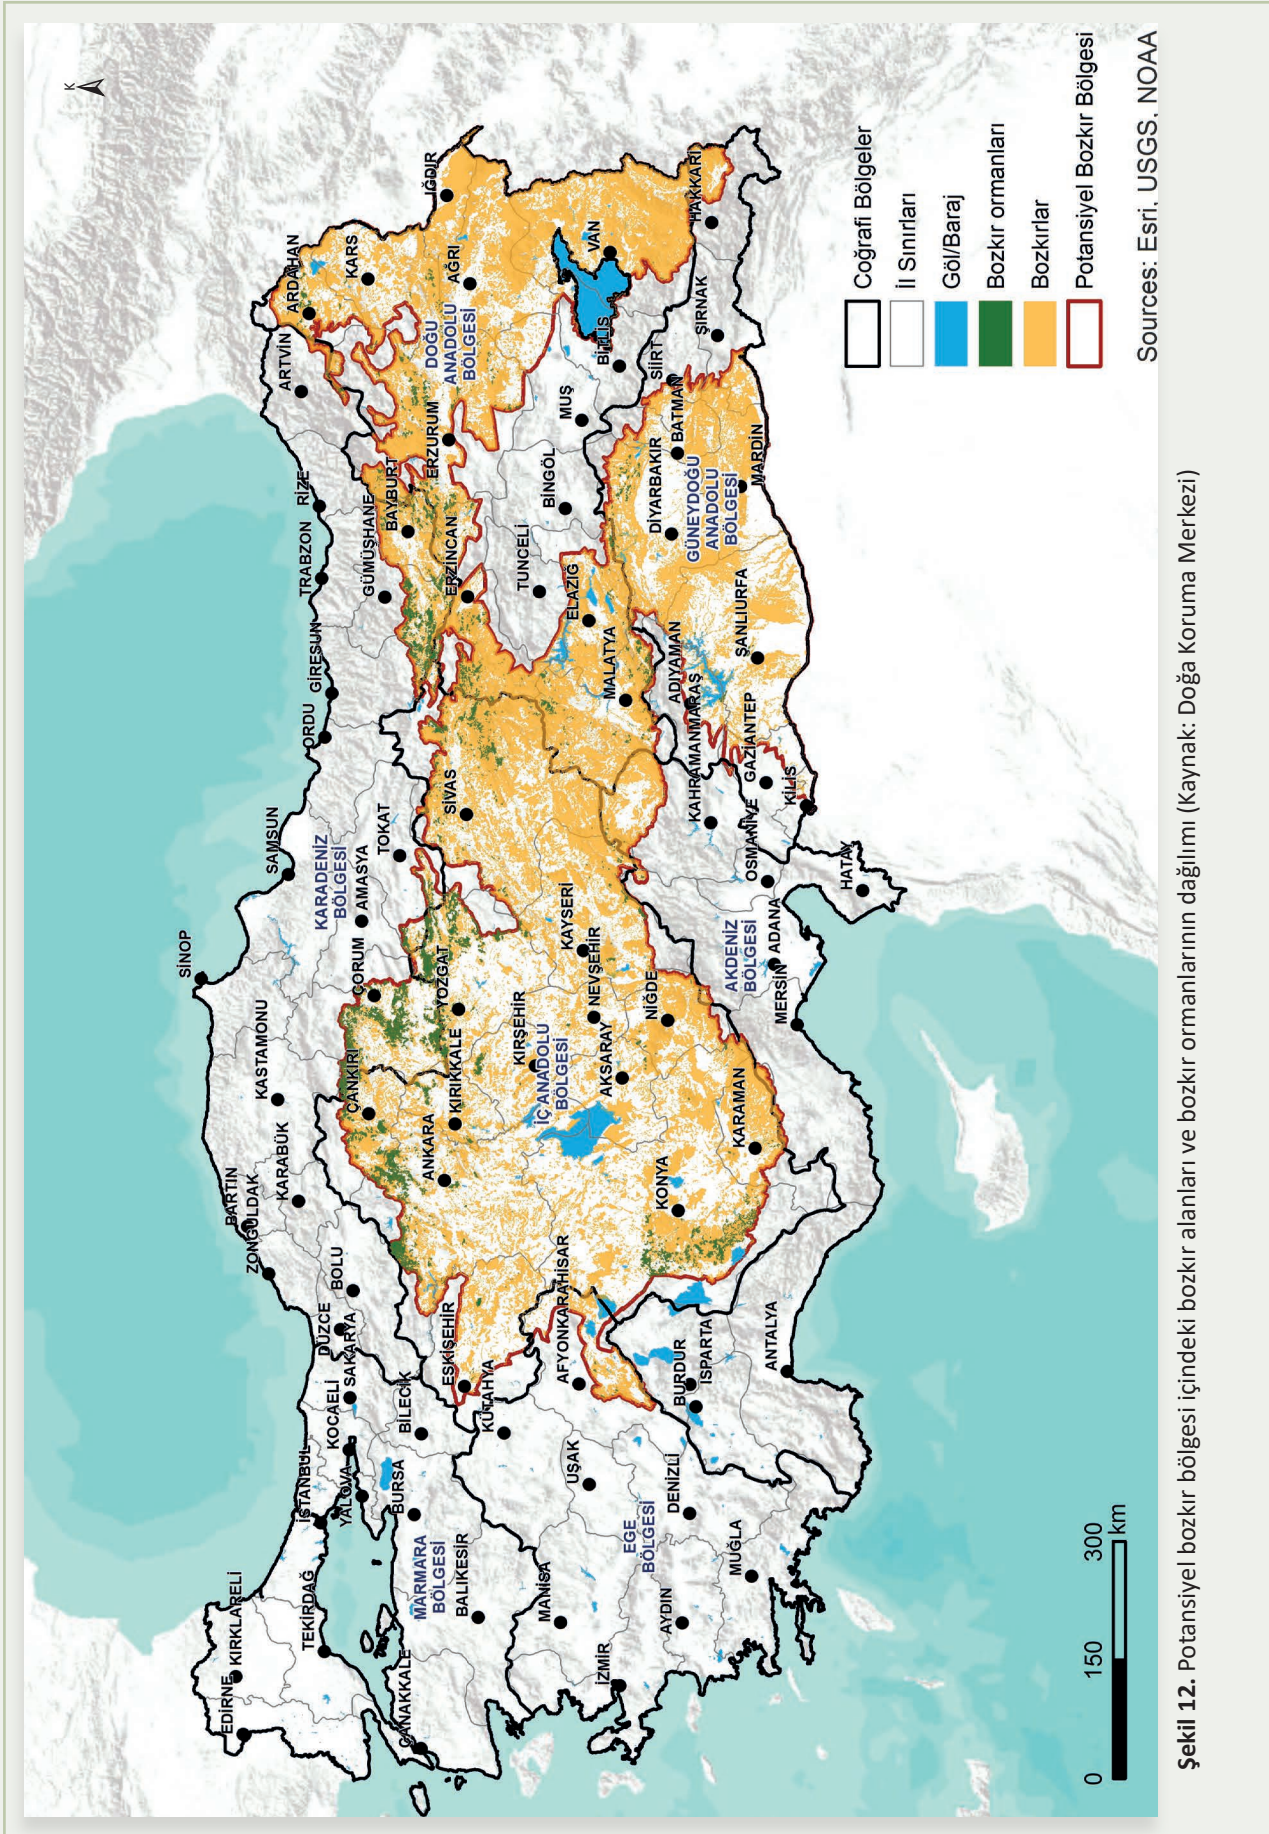 K
EDİRNE
KIRKLARELİ
TEKİRDAĞ
İSTANBUL
ÇANAKKALE
YALOVA
KOCAELİ
SAKARYA
DÜZCE
BOLU
ZONGULDAK
BARTIN
KARABÜK
KASTAMONU
SİNOP
SAMSUN
ORDU
GİRESUN
TRABZON
RİZE
ARTVİN
ARDAHAN
KARS
IĞDIR
AĞRI
MARMARA
BÖLGESİ
BALIKESİR
BURSA
BİLECİK
ESKİŞEHİR
KÜTAHYA
ANKARA
KIRIKKALE
ÇANKIRI
ÇORUM
YOZGAT
AMASYA
TOKAT
KARADENİZ
BÖLGESİ
SİVAS
GÜMÜŞHANE
BAYBURT
ERZİNCAN
ERZURUM
DOĞU
ANADOLU
BÖLGESİ
MANİSA
İZMİR
UŞAK
AFYONKARAHİSAR
EGE
BÖLGESİ
AYDIN
DENİZLİ
MUĞLA
BURDUR
ISPARTA
ANTALYA
KONYA
KARAMAN
AKSARAY
KIRŞEHİR
İÇ ANADOLU
BÖLGESİ
NEVŞEHİR
KAYSERİ
NİĞDE
AKDENİZ
BÖLGESİ
MERSİN
ADANA
OSMANİYE
HATAY
KİLİS
GAZİANTEP
KAHRAMANMARAŞ
ADIYAMAN
MALATYA
ELAZIĞ
TUNCELİ
BİNGÖL
MUŞ
BİTLİS
VAN
HAKKARİ
ŞIRNAK
SİİRT
BATMAN
DİYARBAKIR
MARDİN
ŞANLIURFA
GÜNEYDOĞU
ANADOLU
BÖLGESİ
Coğrafi Bölgeler
İl Sınırları
Göl/Baraj
Bozkır ormanları
Bozkırlar
Potansiyel Bozkır Bölgesi
Sources: Esri, USGS, NOAA
0 150 300
km
Şekil 12. Potansiyel bozkır bölgesi içindeki bozkır alanları ve bozkır ormanlarının dağılımı (Kaynak: Doğa Koruma Merkezi)